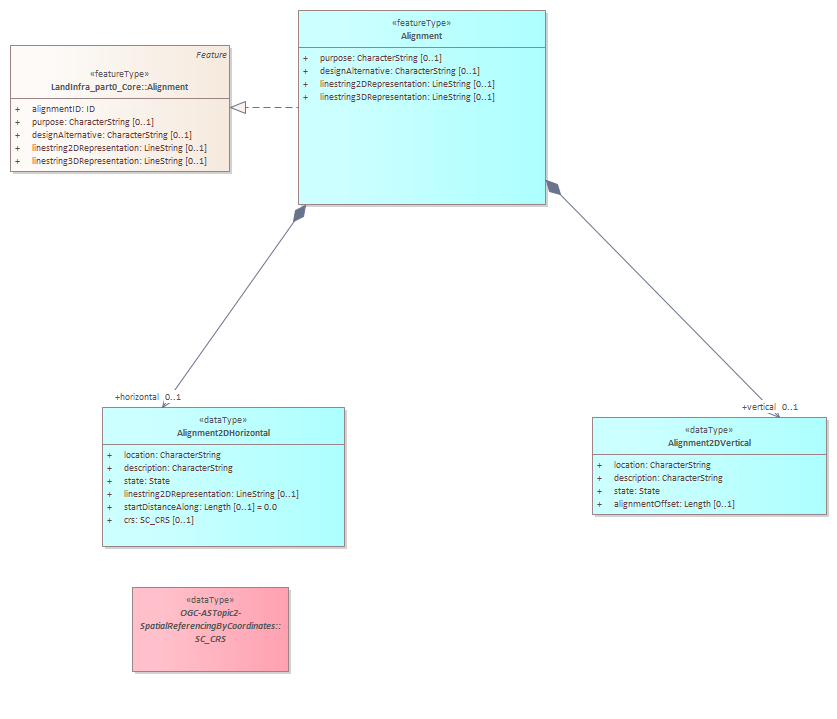 Feature
«featureType»
LandInfra_part0_Core::Alignment
+ alignmentID: ID
+ purpose: CharacterString [0..1]
+ designAlternative: CharacterString [0..1]
+ linestring2DRepresentation: LineString [0..1]
+ linestring3DRepresentation: LineString [0..1]
«featureType»
Alignment
+ purpose: CharacterString [0..1]
+ designAlternative: CharacterString [0..1]
+ linestring2DRepresentation: LineString [0..1]
+ linestring3DRepresentation: LineString [0..1]
+horizontal 0..1
+vertical 0..1
«dataType»
Alignment2DHorizontal
+ location: CharacterString
+ description: CharacterString
+ state: State
+ linestring2DRepresentation: LineString [0..1]
+ startDistanceAlong: Length [0..1] = 0.0
+ crs: SC_CRS [0..1]
«dataType»
Alignment2DVertical
+ location: CharacterString
+ description: CharacterString
+ state: State
+ alignmentOffset: Length [0..1]
«dataType»
OGC-ASTopic2-
SpatialReferencingByCoordinates::
SC_CRS